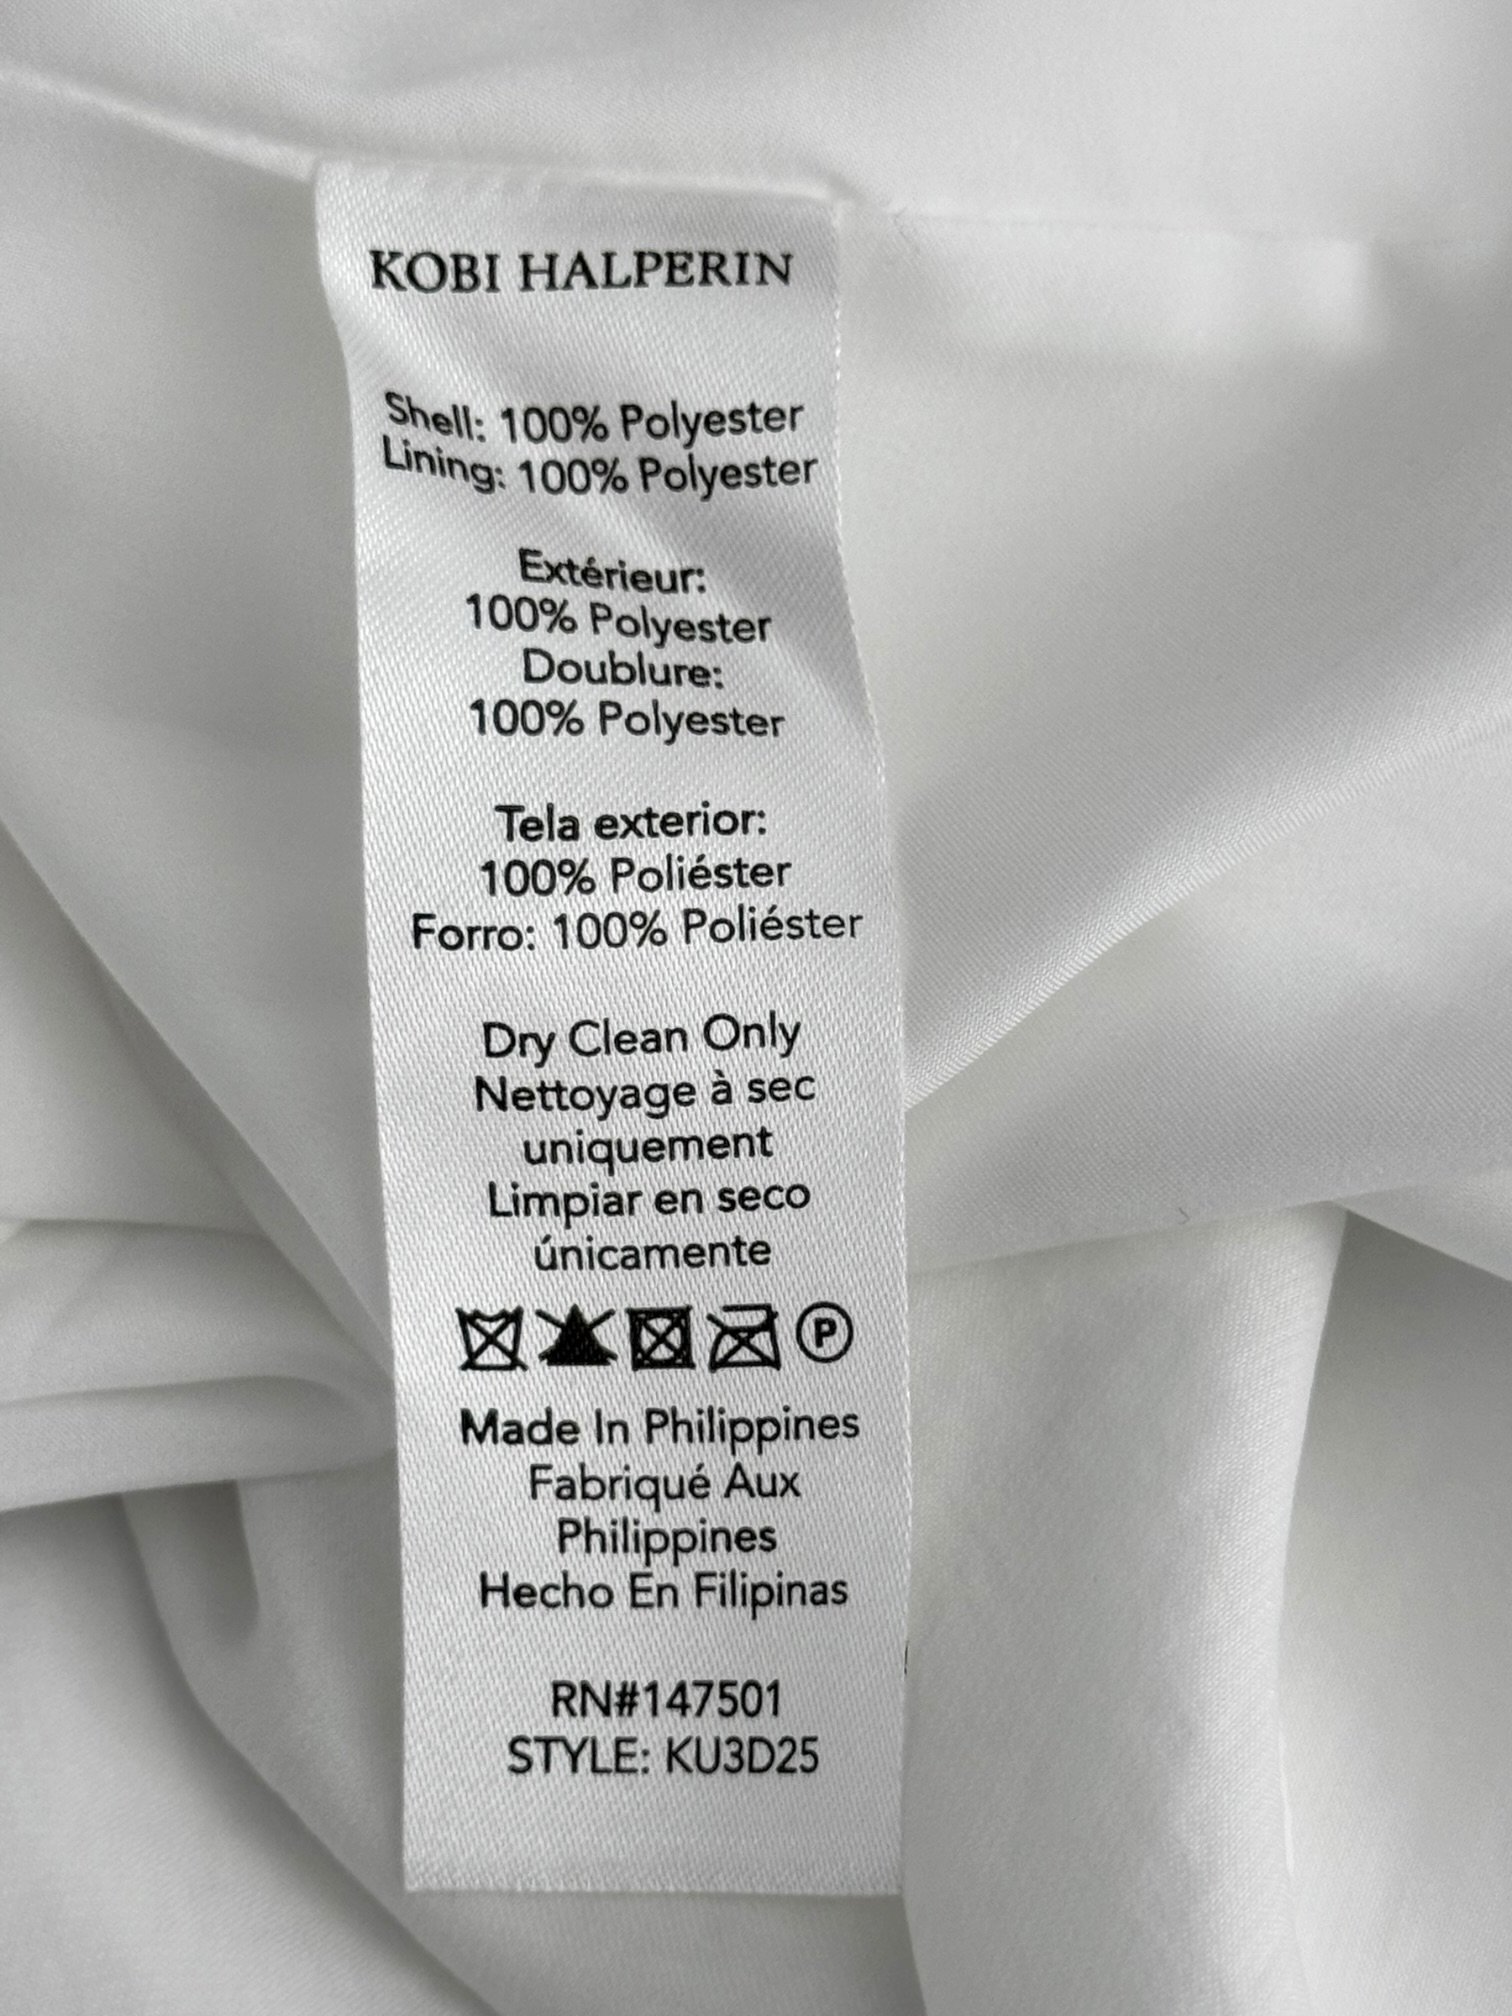 KOBI HALPERIN
Shell: 100% Polyester
Lining: 100% Polyester
Extérieur:
100% Polyester
Doublure:
100% Polyester
Tela exterior:
100% Poliéster
Forro: 100% Poliéster
Dry Clean Only
Nettoyage à sec
uniquement
Limpiar en seco
únicamente
P
Made In Philippines
Fabriqué Aux
Philippines
Hecho En Filipinas
RN#147501
STYLE: KU3D25